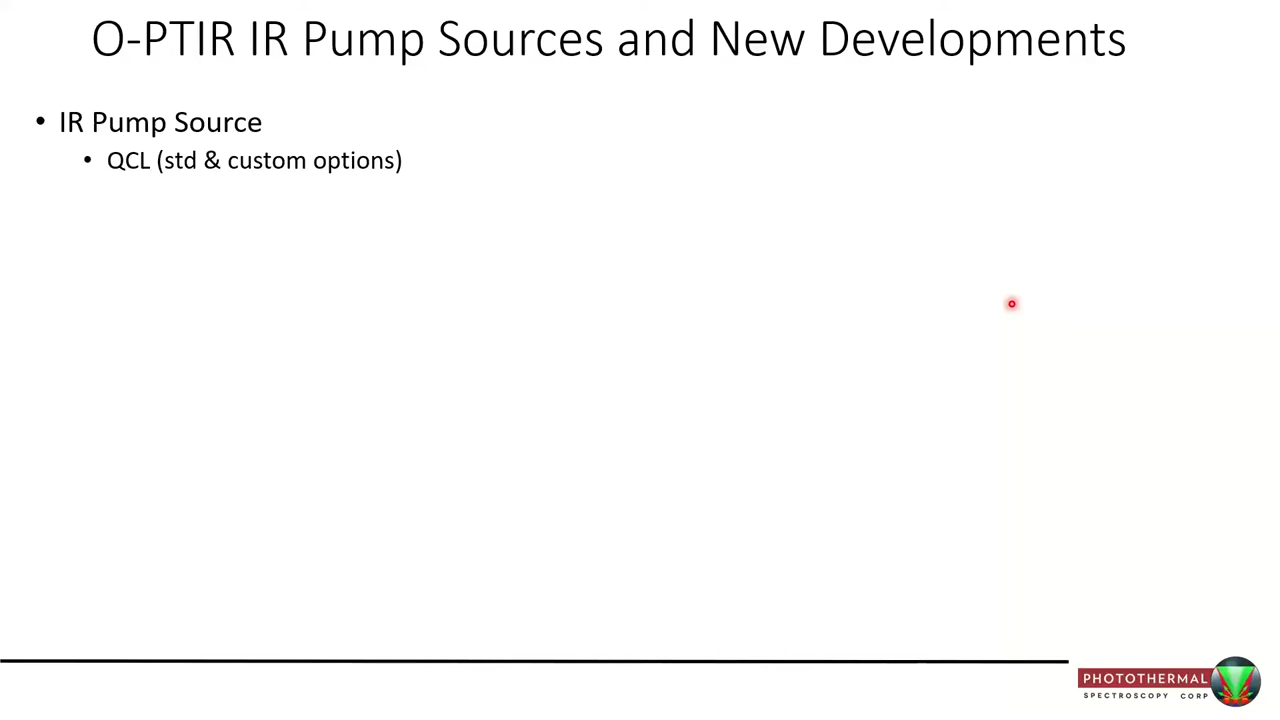 O-PTIR IR Pump Sources and New Developments
• IR Pump Source
• QCL (std & custom options)
PHOTOTHERMAL
SPECTROSCOPY CORP